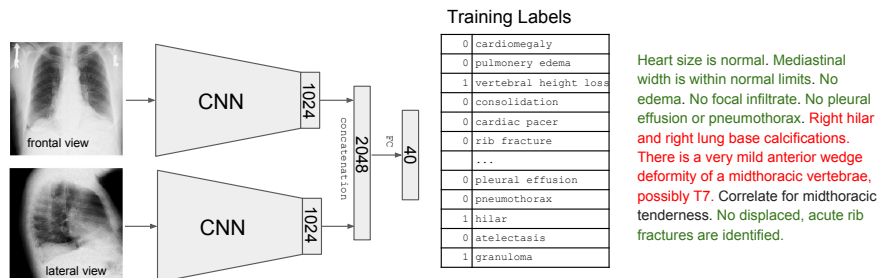 Training Labels
frontal view
CNN
1024
lateral view
CNN
1024
concatenation
2048
FC
40
0 cardiomegaly
0 pulmonery edema
1 vertebral height loss
0 consolidation
0 cardiac pacer
0 rib fracture
...
0 pleural effusion
0 pneumothorax
1 hilar
0 atelectasis
1 granuloma
Heart size is normal. Mediastinal
width is within normal limits. No
edema. No focal infiltrate. No pleural
effusion or pneumothorax. Right hilar
and right lung base calcifications.
There is a very mild anterior wedge
deformity of a midthoracic vertebrae,
possibly T7. Correlate for midthoracic
tenderness. No displaced, acute rib
fractures are identified.